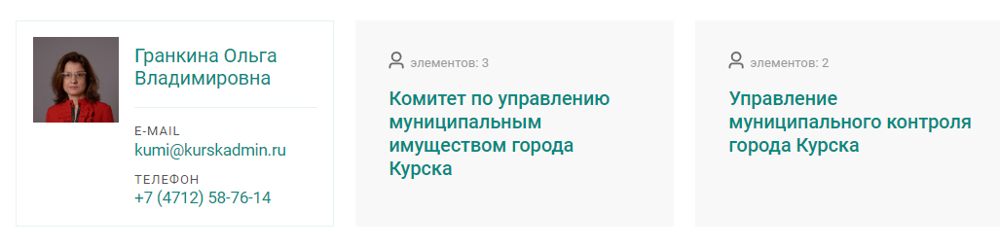 Гранкина Ольга
Владимировна
E-MAIL
kumi@kurskadmin.ru
ТЕЛЕФОН
+7 (4712) 58-76-14
элементов: 3
Комитет по управлению
муниципальным
имуществом города
Курска
элементов: 2
Управление
муниципального контроля
города Курска